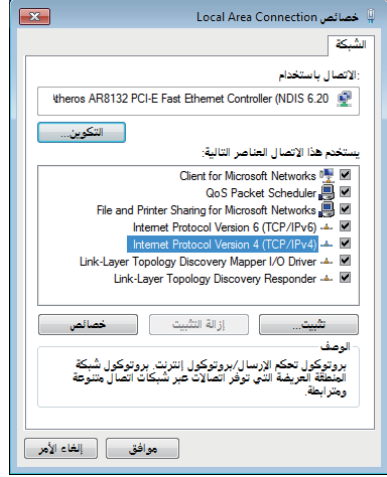 خصائص Local Area Connection
الشبكة
الاتصال باستخدام:
theros AR8132 PCI-E Fast Ethernet Controller (NDIS 6.20
التكوين...
يستخدم هذا الاتصال العناصر التالية:
Client for Microsoft Networks
QoS Packet Scheduler
File and Printer Sharing for Microsoft Networks
Internet Protocol Version 6 (TCP/IPv6)
Internet Protocol Version 4 (TCP/IPv4)
Link-Layer Topology Discovery Mapper I/O Driver
Link-Layer Topology Discovery Responder
تثبيت... إزالة التثبيت خصائص
الوصف
بروتوكول تحكم الإرسال/بروتوكول إنترنت. بروتوكول شبكة
المنطقة العريضة التي توفر اتصالات عبر شبكات اتصال متنوعة
ومترابطة.
موافق إلغاء الأمر